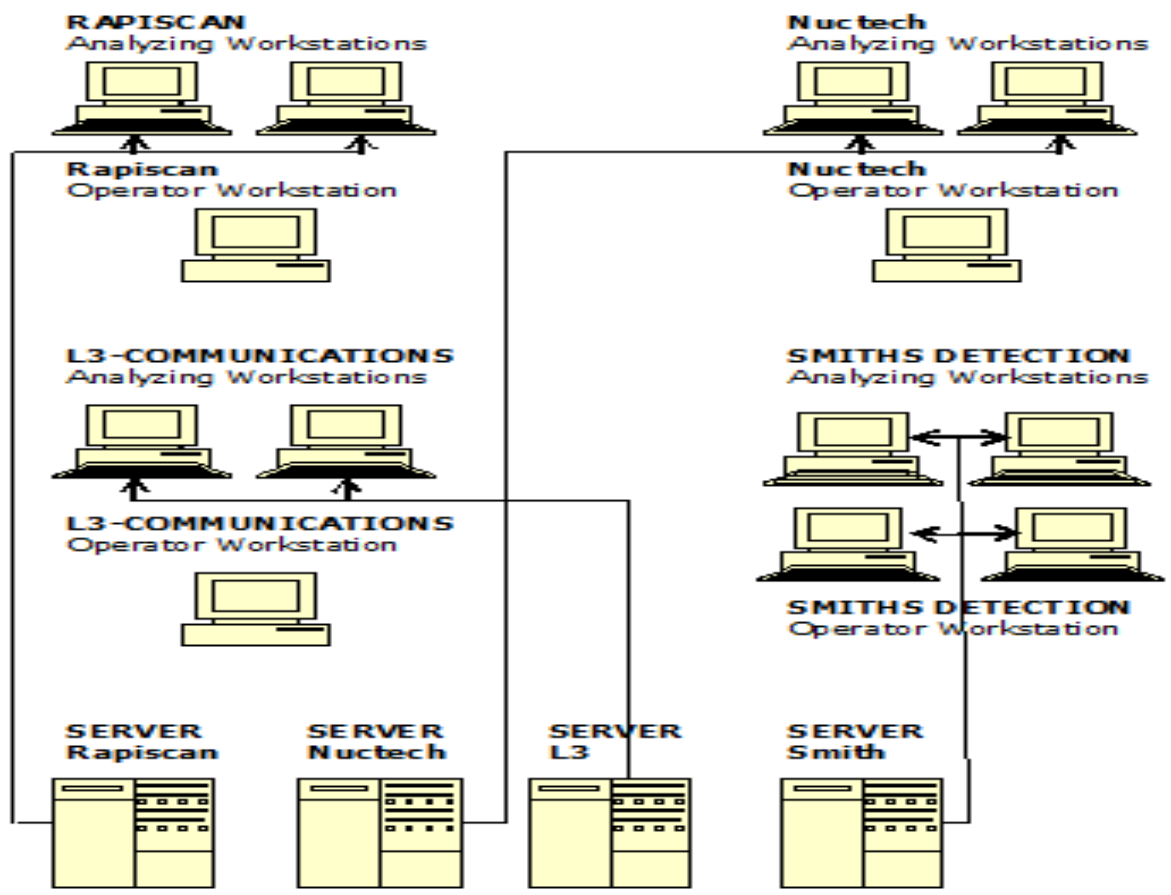 RAPISCAN
Analyzing Workstations
Nuctech
Analyzing Workstations
Rapiscan
Operator Workstation
Nuctech
Operator Workstation
L3-COMMUNICATIONS
Analyzing Workstations
SMITHS DETECTION
Analyzing Workstations
L3-COMMUNICATIONS
Operator Workstation
SMITHS DETECTION
Operator Workstation
SERVER
Rapiscan
SERVER
Nuctech
SERVER
L3
SERVER
Smith